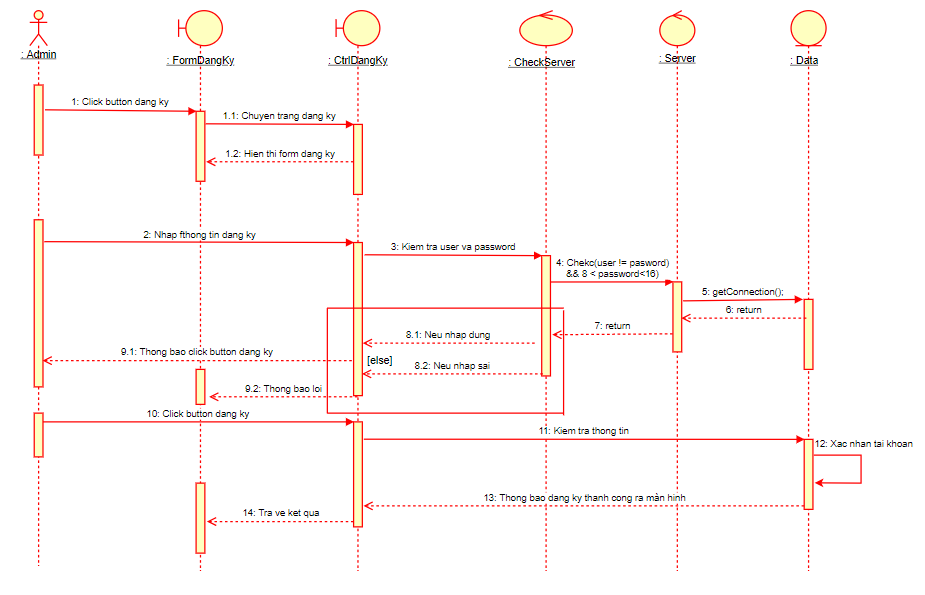 : Admin
: FormDangKy
: CtrlDangKy
: CheckServer
: Server
: Data
1: Click button dang ky
1.1: Chuyen trang dang ky
1.2: Hien thi form dang ky
2: Nhap fthong tin dang ky
3: Kiem tra user va password
4: Cheko(user != pasword)
&& 8 < password<16)
5: getConnection();
6: return
7: return
8.1: Neu nhap dung
9.1: Thong bao click button dang ky
[else]
8.2: Neu nhap sai
9.2: Thong bao loi
10: Click button dang ky
11: Kiem tra thong tin
12: Xac nhan tai khoan
13: Thong bao dang ky thanh cong ra màn hinh
14: Tra ve ket qua